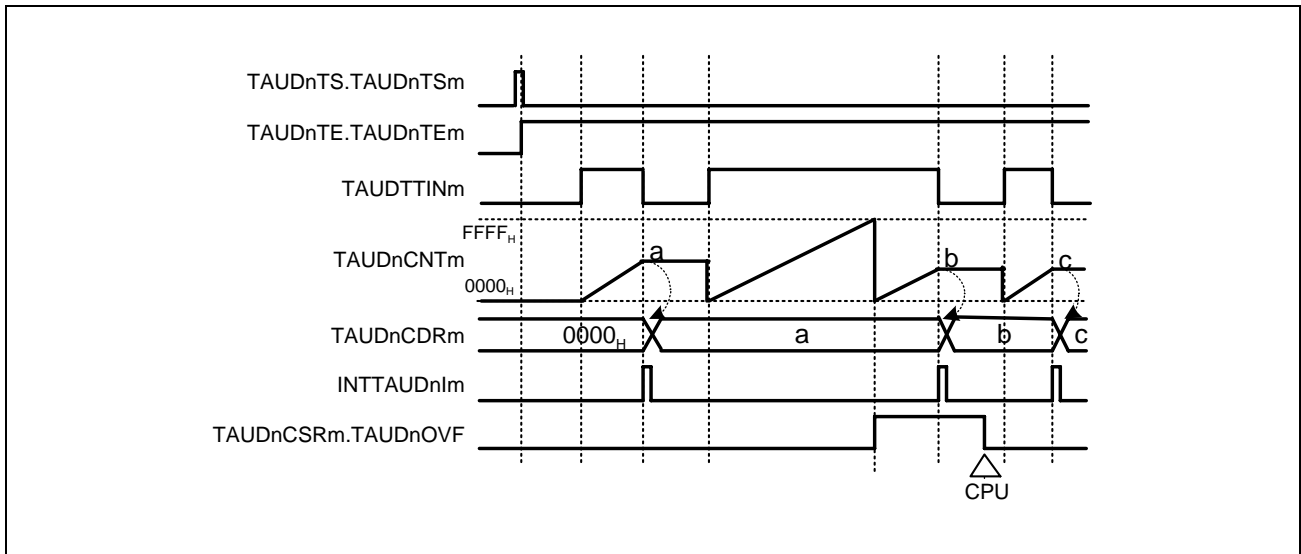 TAUDnTS.TAUDnTSm
TAUDnTE.TAUDnTEm
TAUDTTINm
FFFFH
TAUDnCNTm
a
b
c
0000H
TAUDnCDRm
0000H
a
b
c
INTTAUDnIm
TAUDnCSRm.TAUDnOVF
CPU